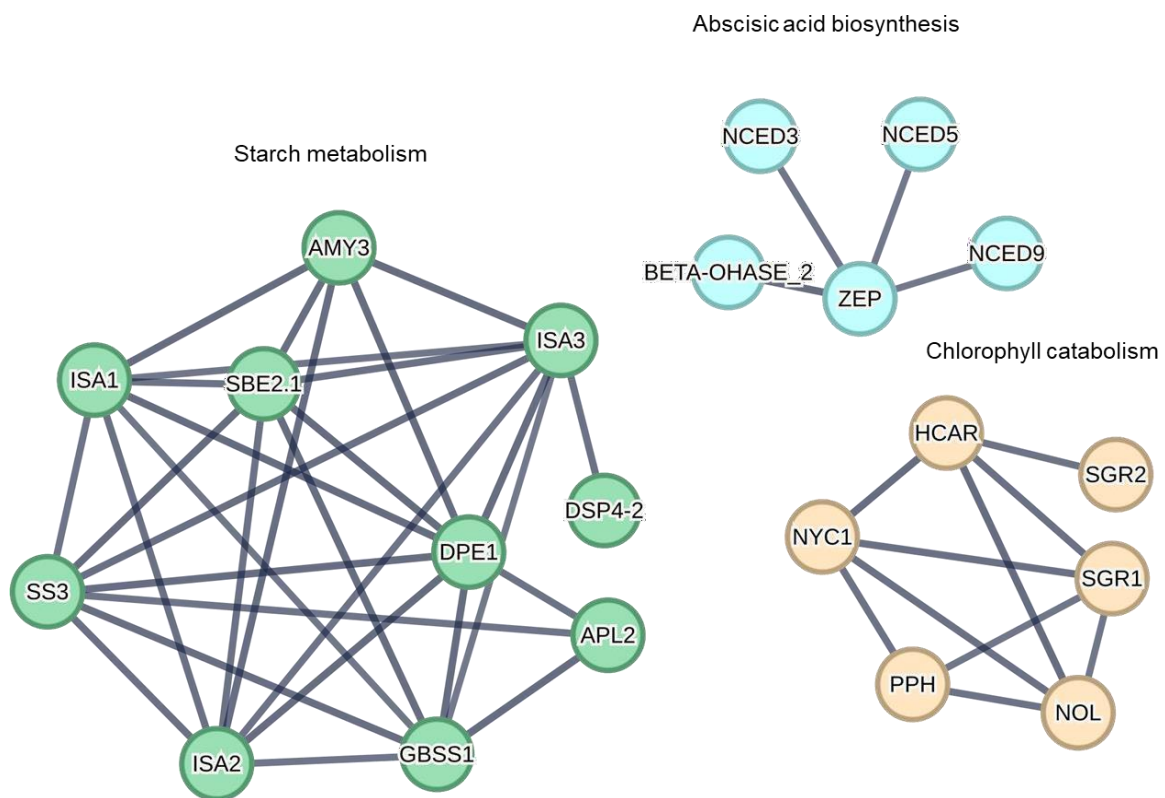 Abscisic acid biosynthesis
NCED3
NCED5
Starch metabolism
NCED9
BETA-OHASE_2
ZEP
AMY3
ISA3
Chlorophyll catabolism
ISA1
SBE2.1
HCAR
SGR2
DSP4-2
NYC1
DPE1
SGR1
SS3
APL2
PPH
NOL
ISA2
GBSS1